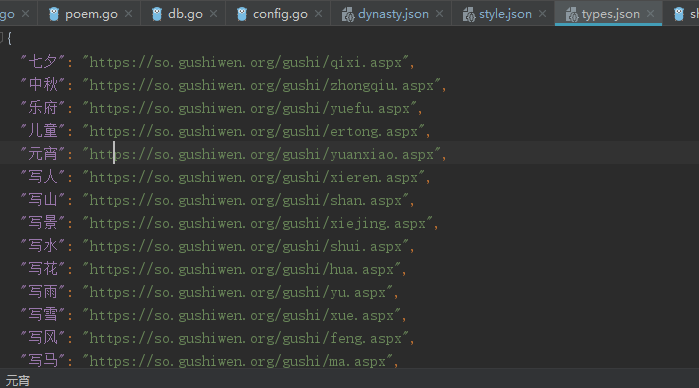 go poem.go db.go config.go dynasty.json style.json types.json
{
"七夕": "https://so.gushiwen.org/gushi/qixi.aspx",
"中秋": "https://so.gushiwen.org/gushi/zhongqiu.aspx",
"乐府": "https://so.gushiwen.org/gushi/yuefu.aspx",
"儿童": "https://so.gushiwen.org/gushi/ertong.aspx",
"元宵": "https://so.gushiwen.org/gushi/yuanxiao.aspx",
"写人": "https://so.gushiwen.org/gushi/xieren.aspx",
"写山": "https://so.gushiwen.org/gushi/shan.aspx",
"写景": "https://so.gushiwen.org/gushi/xiejing.aspx",
"写水": "https://so.gushiwen.org/gushi/shui.aspx",
"写花": "https://so.gushiwen.org/gushi/hua.aspx",
"写雨": "https://so.gushiwen.org/gushi/yu.aspx",
"写雪": "https://so.gushiwen.org/gushi/xue.aspx",
"写风": "https://so.gushiwen.org/gushi/feng.aspx",
"写马": "https://so.gushiwen.org/gushi/ma.aspx",
元宵